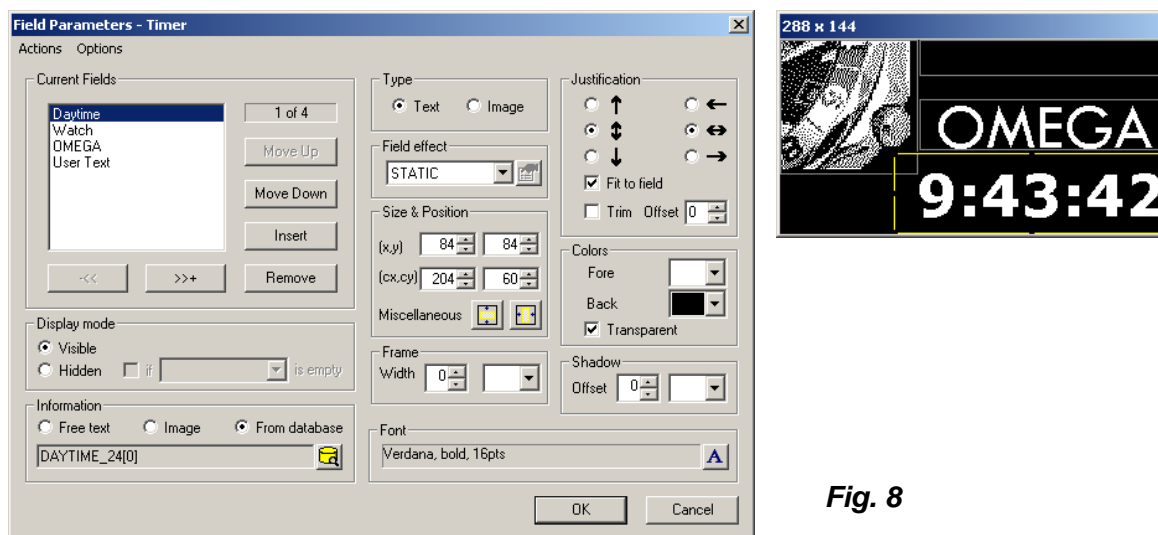 Field Parameters - Timer
Actions Options
Current Fields
Daytime
Watch
OMEGA
User Text
1 of 4
Move Up
Move Down
Insert
-<<
>>+
Remove
Display mode
Visible
Hidden if is empty
Information
Free text Image From database
DAYTIME_24[0]
Type
Text Image
Field effect
STATIC
Size & Position
(x,y) 84 84
(cx,cy) 204 60
Miscellaneous
Frame
Width 0
Justification
Fit to field
Trim Offset 0
Colors
Fore
Back
Transparent
Shadow
Offset 0
Font
Verdana, bold, 16pts
A
OK Cancel
288 x 144
OMEGA
9:43:42
Fig. 8